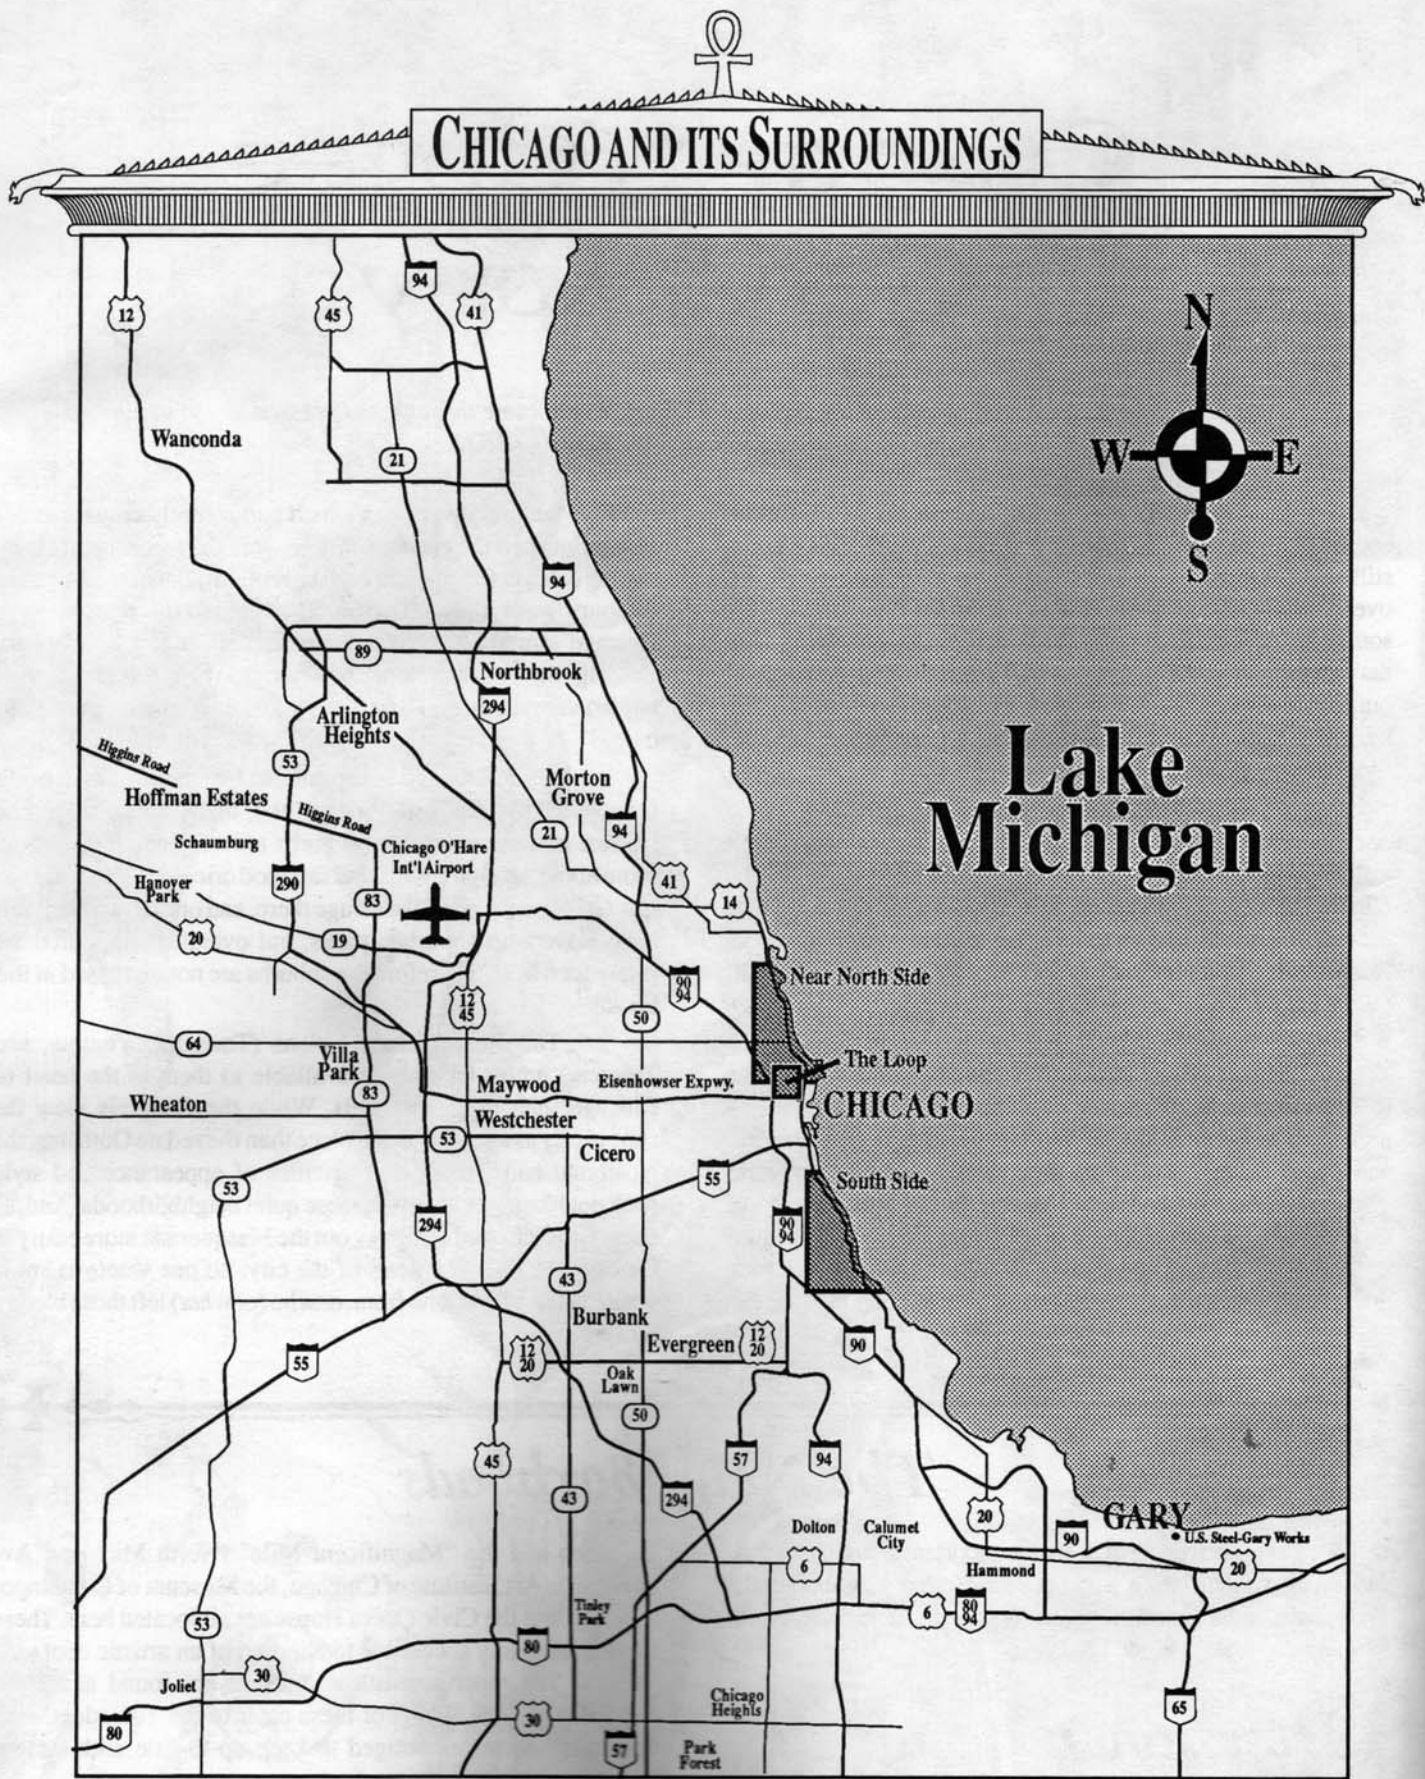 CHICAGO AND ITS SURROUNDINGS
94
12
45
41
N
Wanconda
W
E
21
S
94
89
Northbrook
294
Arlington
Heights
Higgins Road
53
Lake
Michigan
Hoffman Estates
Morton
Grove
Higgins Road
21
94
Schaumburg
Chicago O'Hare
Int'l Airport
Hanover
Park
290
83
41
14
20
19
Near North Side
90
94
12
45
50
64
Villa
Park
The Loop
Maywood
Eisenhowser Expwy.
83
Wheaton
CHICAGO
Westchester
53
Cicero
53
55
South Side
294
90
94
43
Burbank
Evergreen
12
20
12
20
90
55
Oak
Lawn
50
45
57
94
43
294
20
GARY
Dolton
Calumet
City
90
U.S. Steel-Gary Works
6
Hammond
20
Tinley
Park
6
80
94
53
80
30
Joliet
Chicago
Heights
65
30
80
57
Park
Forest